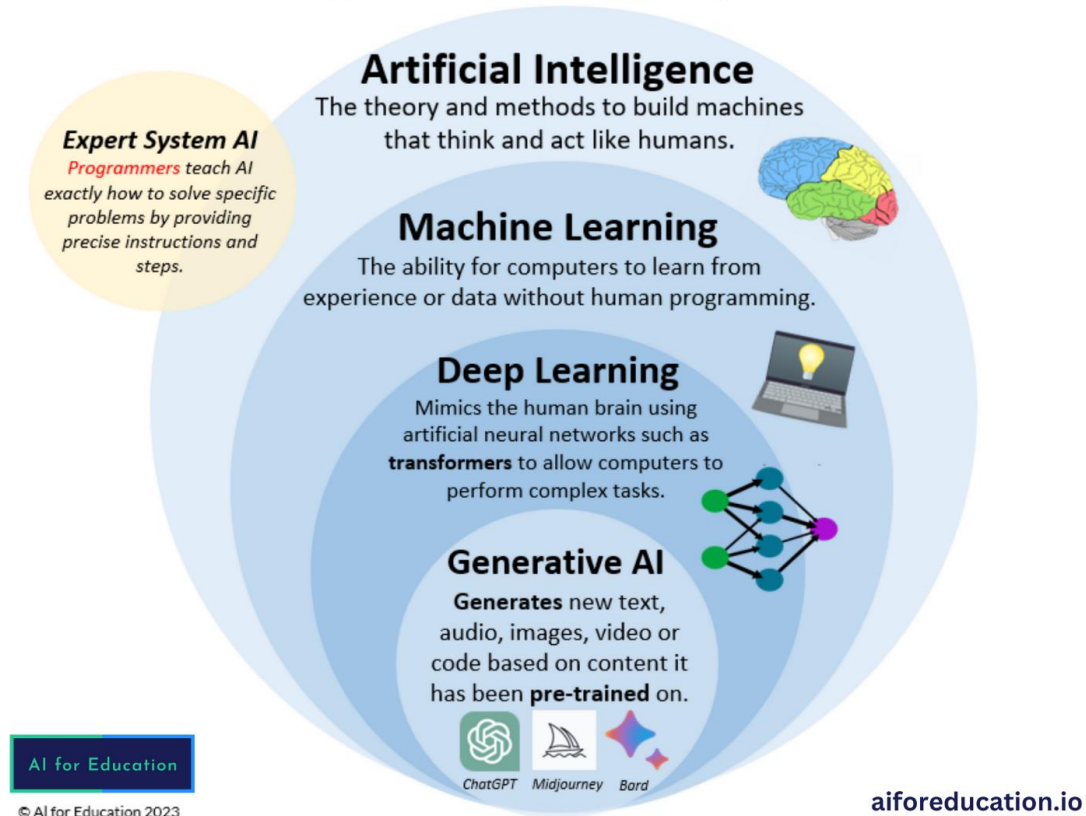 Artificial Intelligence
The theory and methods to build machines
that think and act like humans.
Expert System AI
Programmers teach AI
exactly how to solve specific
problems by providing
precise instructions and
steps.
Machine Learning
The ability for computers to learn from
experience or data without human programming.
Deep Learning
Mimics the human brain using
artificial neural networks such as
transformers to allow computers to
perform complex tasks.
Generative AI
Generates new text,
audio, images, video or
code based on content it
has been pre-trained on.
ChatGPT Midjourney Bard
AI for Education
© AI for Education 2023
aiforeducation.io